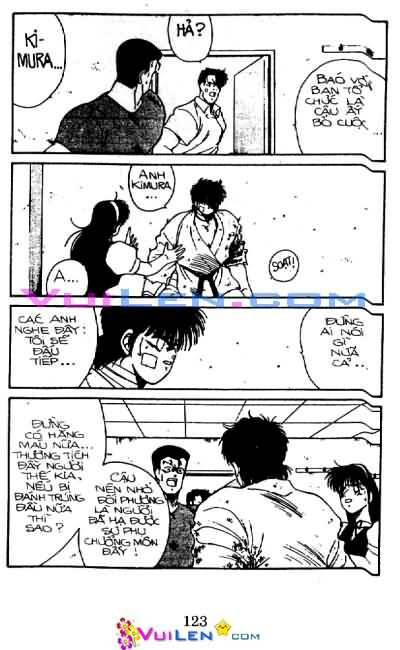 KI-
MURA...
HẢ?
BAÓ VỚI
BAN TỔ
CHỨC LÀ
CẬU ẤY
BỎ CUỘC.
ANH
KIMURA
...
A...
SOẠT!
VuiLen.com
CÁC ANH
NGHE ĐÂY:
TÔI SẼ
ĐẤU
TIẾP...
ĐỪNG
AI NÓI
GÌ
NỮA
CẢ...
ĐỪNG
CÓ HĂNG
MÁU NỮA...
THƯƠNG TÍCH
ĐẦY NGƯỜI
THẾ KIA,
NẾU BỊ
ĐÁNH TRÚNG
ĐẦU NỮA
THÌ
SAO?
CẬU
NÊN NHỚ
ĐỐI PHƯƠNG
LÀ NGƯỜI
ĐÃ HẠ ĐƯỢC
SƯ PHỤ
CHƯỞNG MÔN
ĐẤY!
123
VuiLen.com